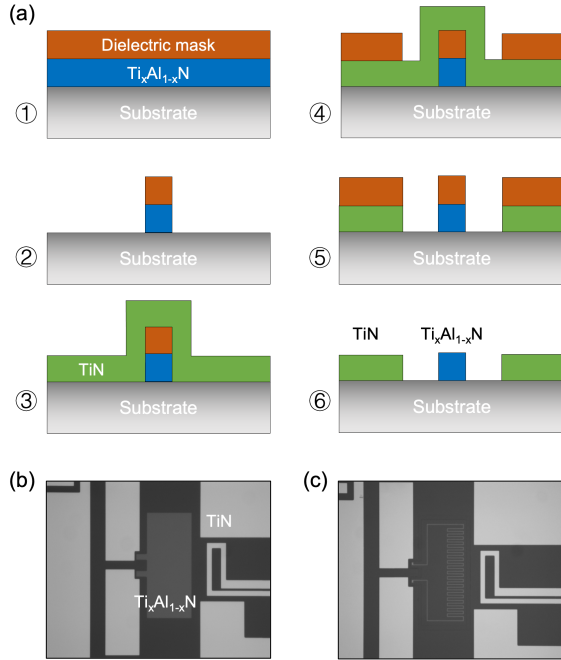 (a)
Dielectric mask
TiₓAl₁₋ₓN
Substrate
①
②
Substrate
TiN
③
Substrate
④
Substrate
⑤
Substrate
TiN
TiₓAl₁₋ₓN
⑥
Substrate
(b)
TiN
TiₓAl₁₋ₓN
(c)